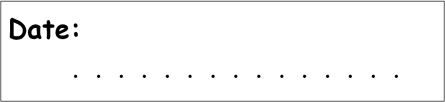 Date:
. . . . . . . . . . . . . . .